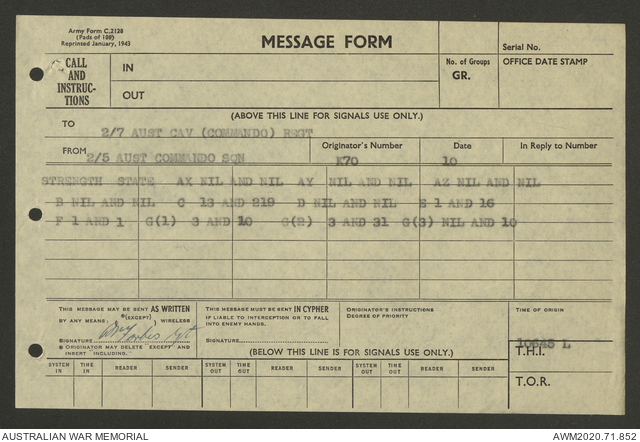 Army Form C.2128
(Pads of 100)
Reprinted January, 1943
MESSAGE FORM
Serial No.
CALL
AND
INSTRUC-
TIONS
IN
OUT
No. of Groups
GR.
OFFICE DATE STAMP
(ABOVE THIS LINE FOR SIGNALS USE ONLY.)
TO 2/7 AUST CAV (COMMANDO) REGT
FROM 2/5 AUST COMMANDO SQN
Originator's Number
K70
Date
10
In Reply to Number
STRENGTH STATE AX NIL AND NIL AY NIL AND NIL AZ NIL AND NIL
B NIL AND NIL C 13 AND 219 D NIL AND NIL E 1 AND 16
F 1 AND 1 G(1) 3 AND 10 G(2) 3 AND 31 G(3) NIL AND 10
THIS MESSAGE MAY BE SENT AS WRITTEN
BY ANY MEANS *(EXCEPT) WIRELESS
SIGNATURE
* ORIGINATOR MAY DELETE EXCEPT AND
INSERT INCLUDING.
THIS MESSAGE MUST BE SENT IN CYPHER
IF LIABLE TO INTERCEPTION OR TO FALL
INTO ENEMY HANDS.
SIGNATURE
ORIGINATOR'S INSTRUCTIONS
DEGREE OF PRIORITY
TIME OF ORIGIN
100645 L
T.H.I.
T.O.R.
(BELOW THIS LINE IS FOR SIGNALS USE ONLY.)
SYSTEM IN TIME IN READER SENDER SYSTEM OUT TIME OUT READER SENDER SYSTEM OUT TIME OUT READER SENDER
AUSTRALIAN WAR MEMORIAL
AWM2020.71.852